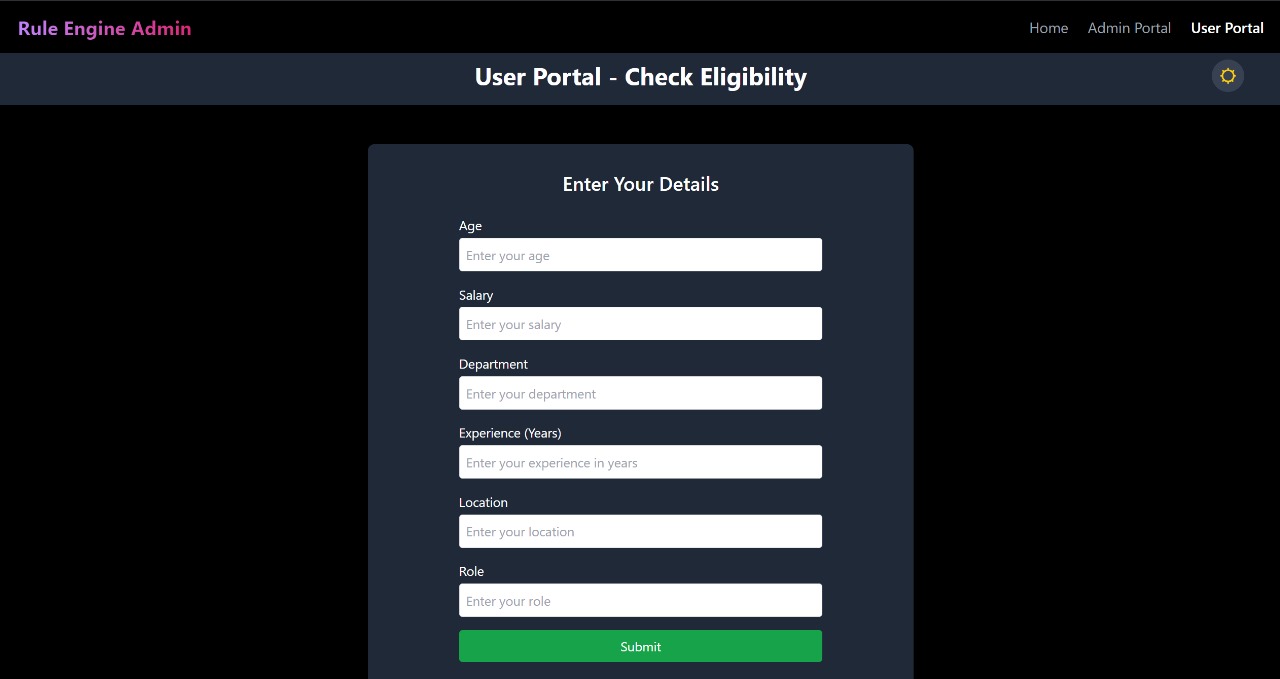 Rule Engine Admin
Home
Admin Portal
User Portal
User Portal - Check Eligibility
Enter Your Details
Age
Enter your age
Salary
Enter your salary
Department
Enter your department
Experience (Years)
Enter your experience in years
Location
Enter your location
Role
Enter your role
Submit